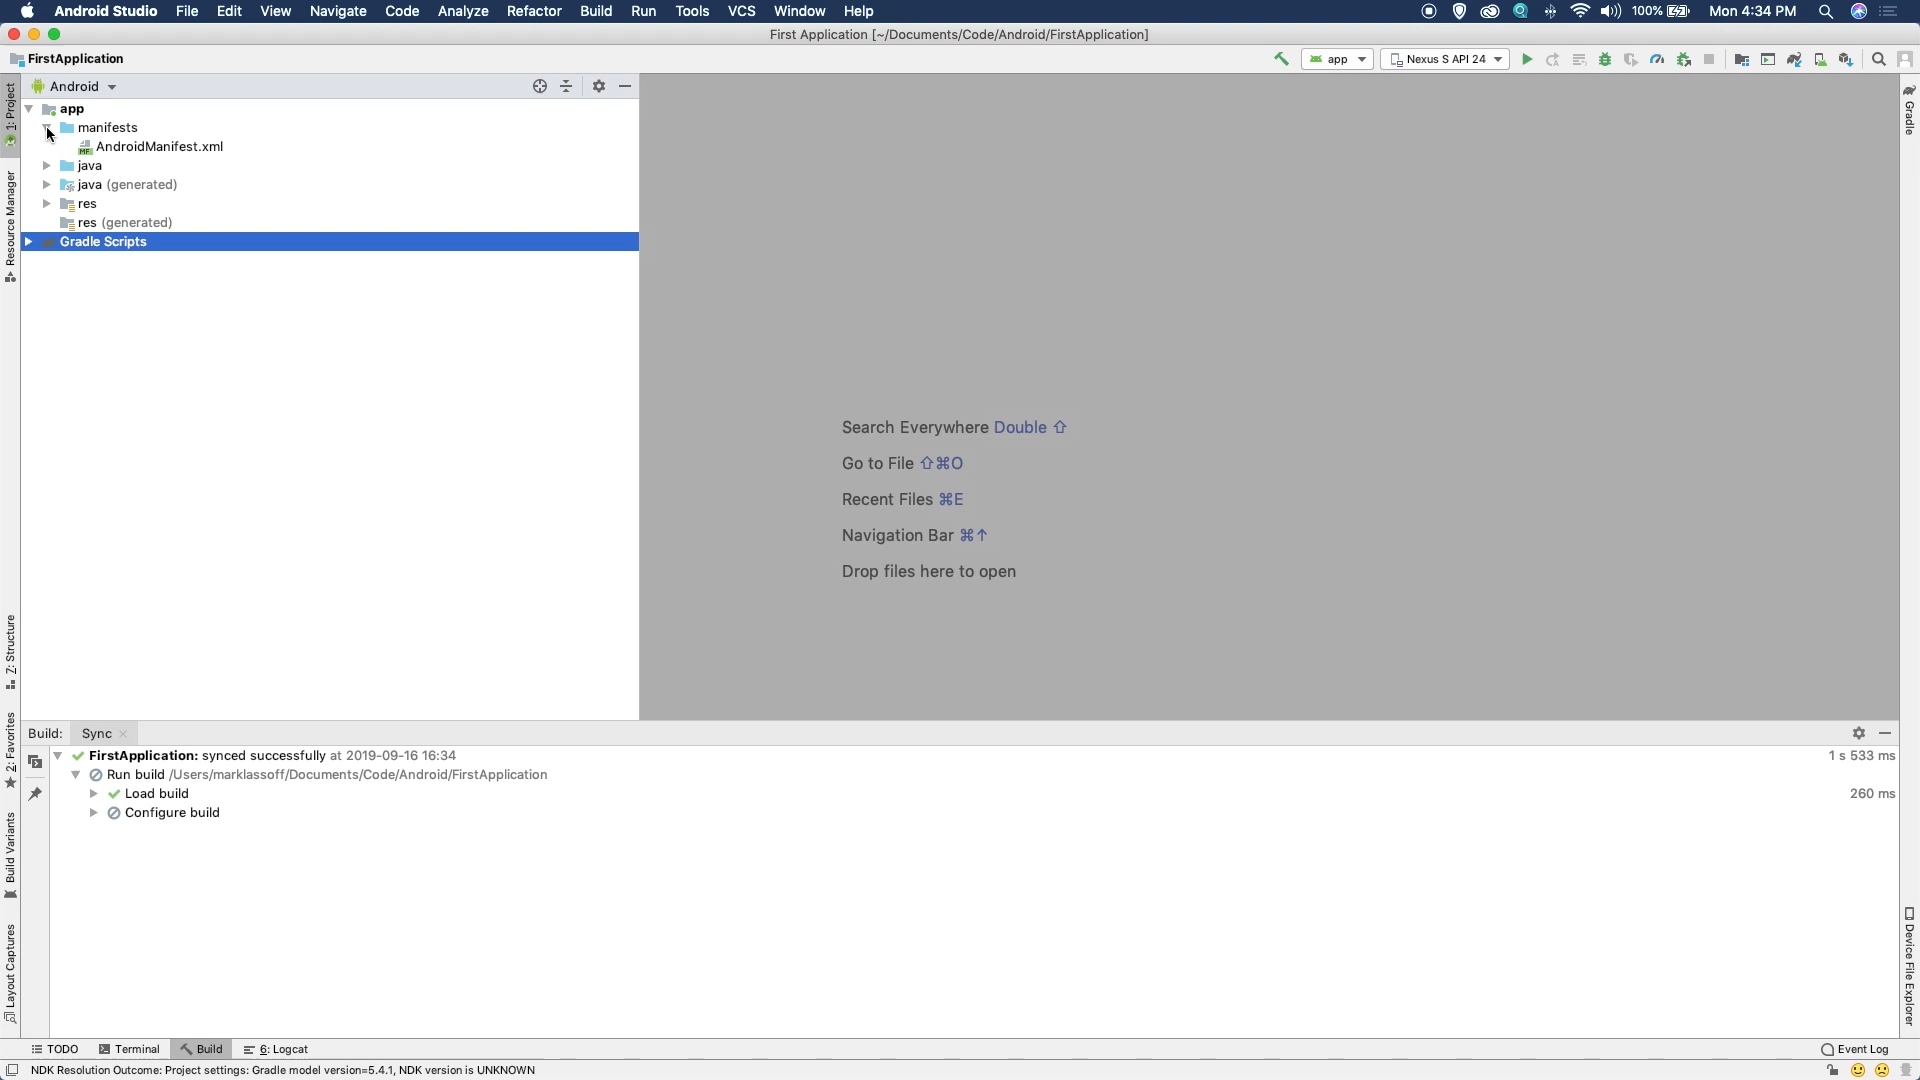 Android Studio File Edit View Navigate Code Analyze Refactor Build Run Tools VCS Window Help 100% Mon 4:34 PM
First Application [~/Documents/Code/Android/FirstApplication]
FirstApplication app Nexus S API 24
Android
app
manifests
MF AndroidManifest.xml
java
java (generated)
res
res (generated)
Gradle Scripts
1: Project
Resource Manager
7: Structure
2: Favorites
Build Variants
Layout Captures
Gradle
Device File Explorer
Search Everywhere Double ⇧
Go to File ⇧⌘O
Recent Files ⌘E
Navigation Bar ⌘↑
Drop files here to open
Build: Sync
FirstApplication: synced successfully at 2019-09-16 16:34 1 s 533 ms
Run build /Users/marklassoff/Documents/Code/Android/FirstApplication
Load build 260 ms
Configure build
TODO Terminal Build 6: Logcat Event Log
NDK Resolution Outcome: Project settings: Gradle model version=5.4.1, NDK version is UNKNOWN